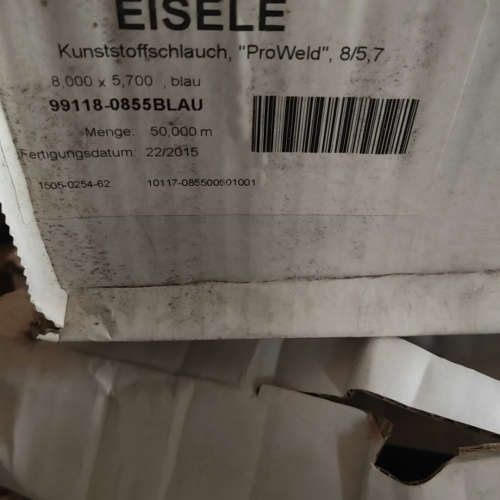 EISELE
Kunststoffschlauch, "ProWeld", 8/5,7
8,000 x 5,700 , blau
99118-0855BLAU
Menge: 50,000 m
Fertigungsdatum: 22/2015
1505-0254-62 10117-085500501001